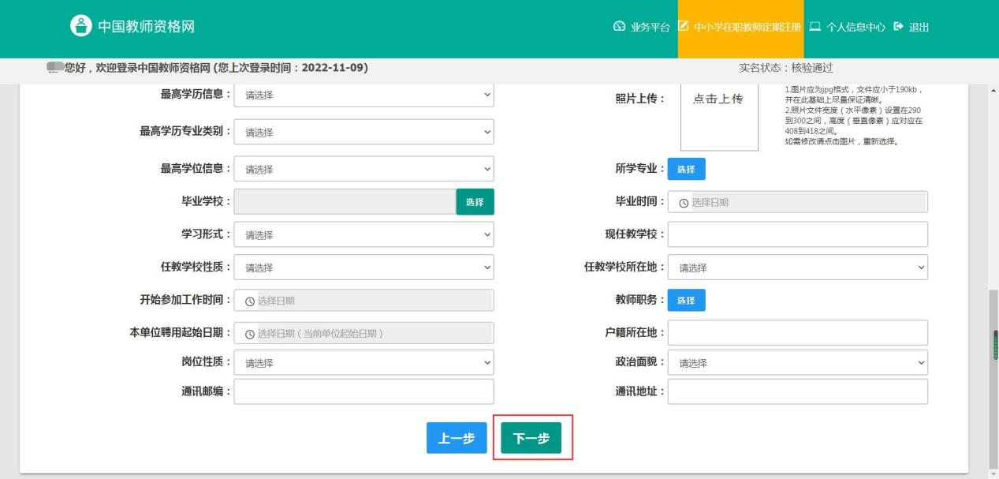 中国教师资格网
业务平台 中小学在职教师定期注册 个人信息中心 退出
您好，欢迎登录中国教师资格网 (您上次登录时间：2022-11-09)
实名状态：核验通过
最高学历信息： 请选择
照片上传： 点击上传
1.图片应为jpg格式，文件应小于190kb，
并在此基础上尽量保证清晰。
2.照片文件宽度（水平像素）设置在290
到300之间，高度（垂直像素）应对应在
408到418之间。
如需修改请点击图片，重新选择。
最高学历专业类别： 请选择
最高学位信息： 请选择
所学专业： 选择
毕业学校： 选择
毕业时间： 选择日期
学习形式： 请选择
现任教学校：
任教学校性质： 请选择
任教学校所在地： 请选择
开始参加工作时间： 选择日期
教师职务： 选择
本单位聘用起始日期： 选择日期（当前单位起始日期）
户籍所在地：
岗位性质： 请选择
政治面貌： 请选择
通讯邮编：
通讯地址：
上一步 下一步